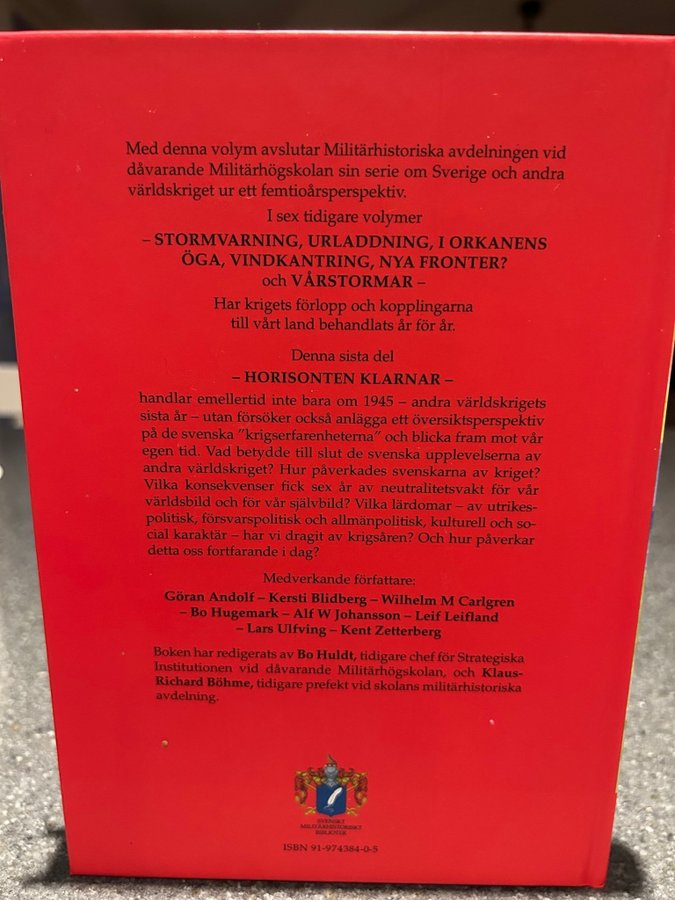 Med denna volym avslutar Militärhistoriska avdelningen vid
dåvarande Militärhögskolan sin serie om Sverige och andra
världskriget ur ett femtioårsperspektiv.
I sex tidigare volymer
– STORMVARNING, URLADDNING, I ORKANENS
ÖGA, VINDKANTRING, NYA FRONTER?
och VÅRSTORMAR –
Har krigets förlopp och kopplingarna
till vårt land behandlats år för år.
Denna sista del
– HORISONTEN KLARNAR –
handlar emellertid inte bara om 1945 – andra världskrigets
sista år – utan försöker också anlägga ett översiktsperspektiv
på de svenska "krigserfarenheterna" och blicka fram mot vår
egen tid. Vad betydde till slut de svenska upplevelserna av
andra världskriget? Hur påverkades svenskarna av kriget?
Vilka konsekvenser fick sex år av neutralitetsvakt för vår
världsbild och för vår självbild? Vilka lärdomar – av utrikes-
politisk, försvarspolitisk och allmänpolitisk, kulturell och so-
cial karaktär – har vi dragit av krigsåren? Och hur påverkar
detta oss fortfarande i dag?
Medverkande författare:
Göran Andolf – Kersti Blidberg – Wilhelm M Carlgren
– Bo Hugemark – Alf W Johansson – Leif Leifland
– Lars Ulfving – Kent Zetterberg
Boken har redigerats av Bo Huldt, tidigare chef för Strategiska
Institutionen vid dåvarande Militärhögskolan, och Klaus-
Richard Böhme, tidigare prefekt vid skolans militärhistoriska
avdelning.
SVENSKT
MILITÄRHISTORISKT
BIBLIOTEK
ISBN 91-974384-0-5